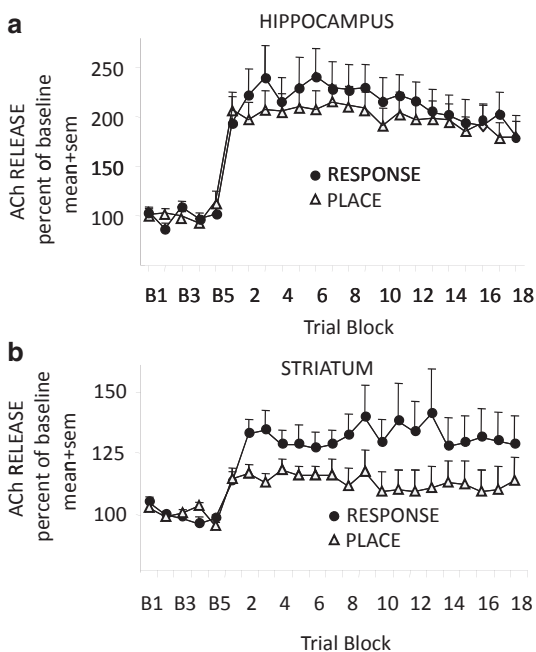 a
HIPPOCAMPUS
ACh RELEASE
percent of baseline
mean+sem
250
200
150
100
RESPONSE
PLACE
B1 B3 B5 2 4 6 8 10 12 14 16 18
Trial Block
b
STRIATUM
ACh RELEASE
percent of baseline
mean+sem
150
125
100
RESPONSE
PLACE
B1 B3 B5 2 4 6 8 10 12 14 16 18
Trial Block